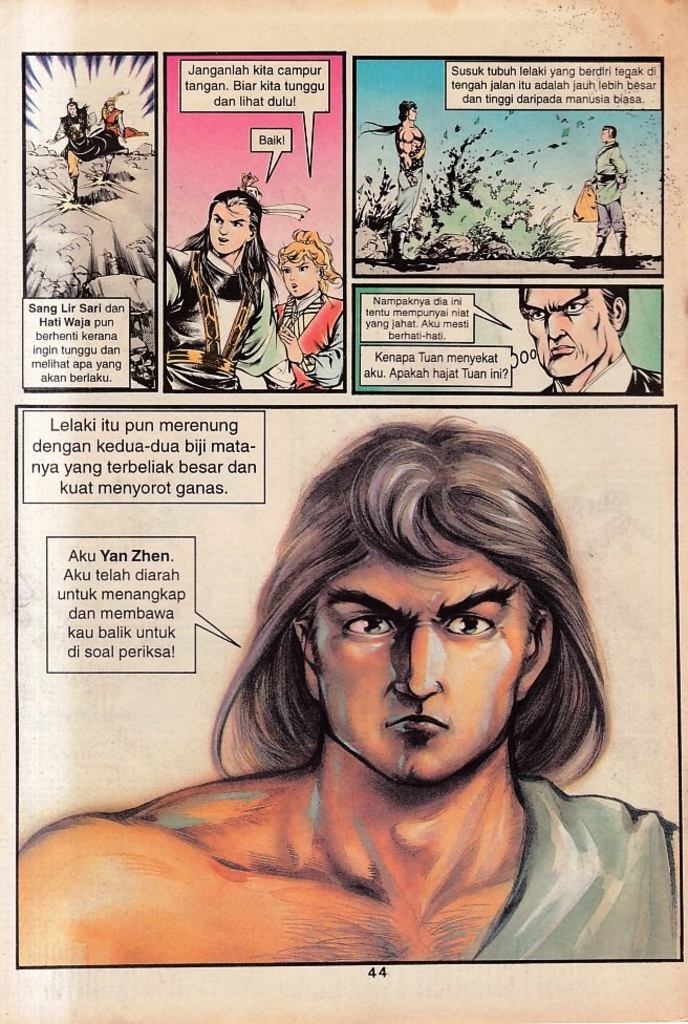 Sang Lir Sari dan
Hati Waja pun
berhenti kerana
ingin tunggu dan
melihat apa yang
akan berlaku.
Janganlah kita campur
tangan. Biar kita tunggu
dan lihat dulu!
Baik!
Susuk tubuh lelaki yang berdiri tegak di
tengah jalan itu adalah jauh lebih besar
dan tinggi daripada manusia biasa.
Nampaknya dia ini
tentu mempunyai niat
yang jahat. Aku mesti
berhati-hati.
Kenapa Tuan menyekat
aku. Apakah hajat Tuan ini?
Lelaki itu pun merenung
dengan kedua-dua biji mata-
nya yang terbeliak besar dan
kuat menyorot ganas.
Aku Yan Zhen.
Aku telah diarah
untuk menangkap
dan membawa
kau balik untuk
di soal periksa!
44